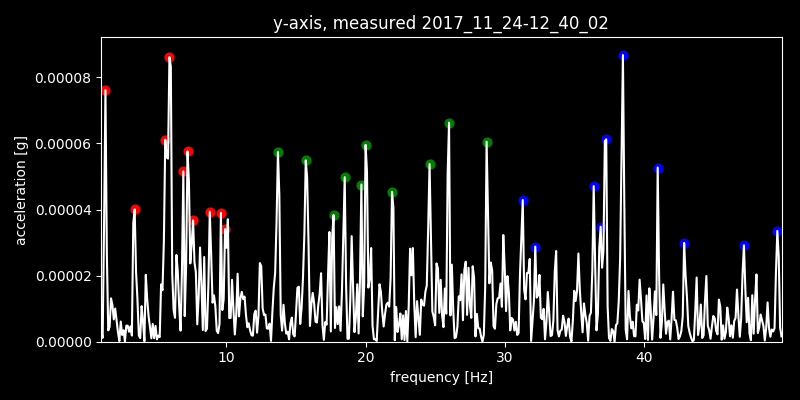 y-axis, measured 2017_11_24-12_40_02
acceleration [g]
0.00008
0.00006
0.00004
0.00002
0.00000
10 20 30 40
frequency [Hz]